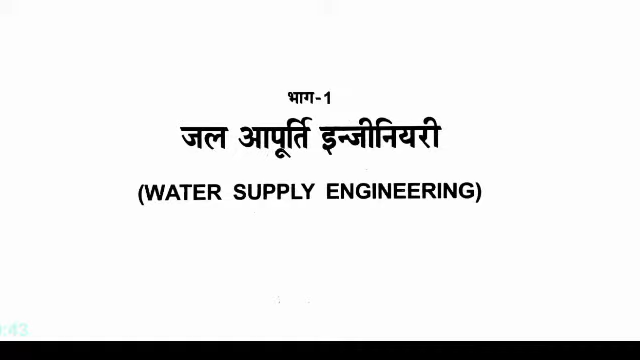 भाग-1
जल आपूर्ति इन्जीनियरी
(WATER SUPPLY ENGINEERING)